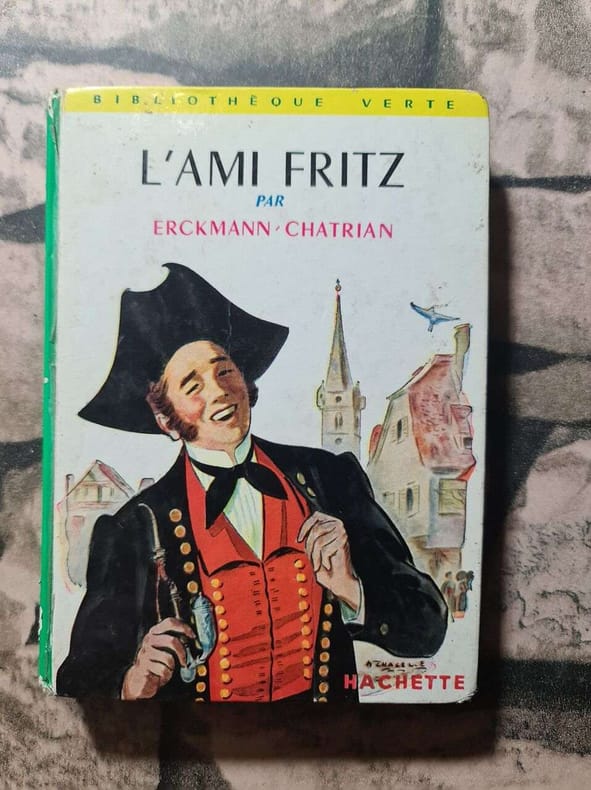 BIBLIOTHÈQUE VERTE
L'AMI FRITZ
PAR
ERCKMANN-CHATRIAN
HACHETTE